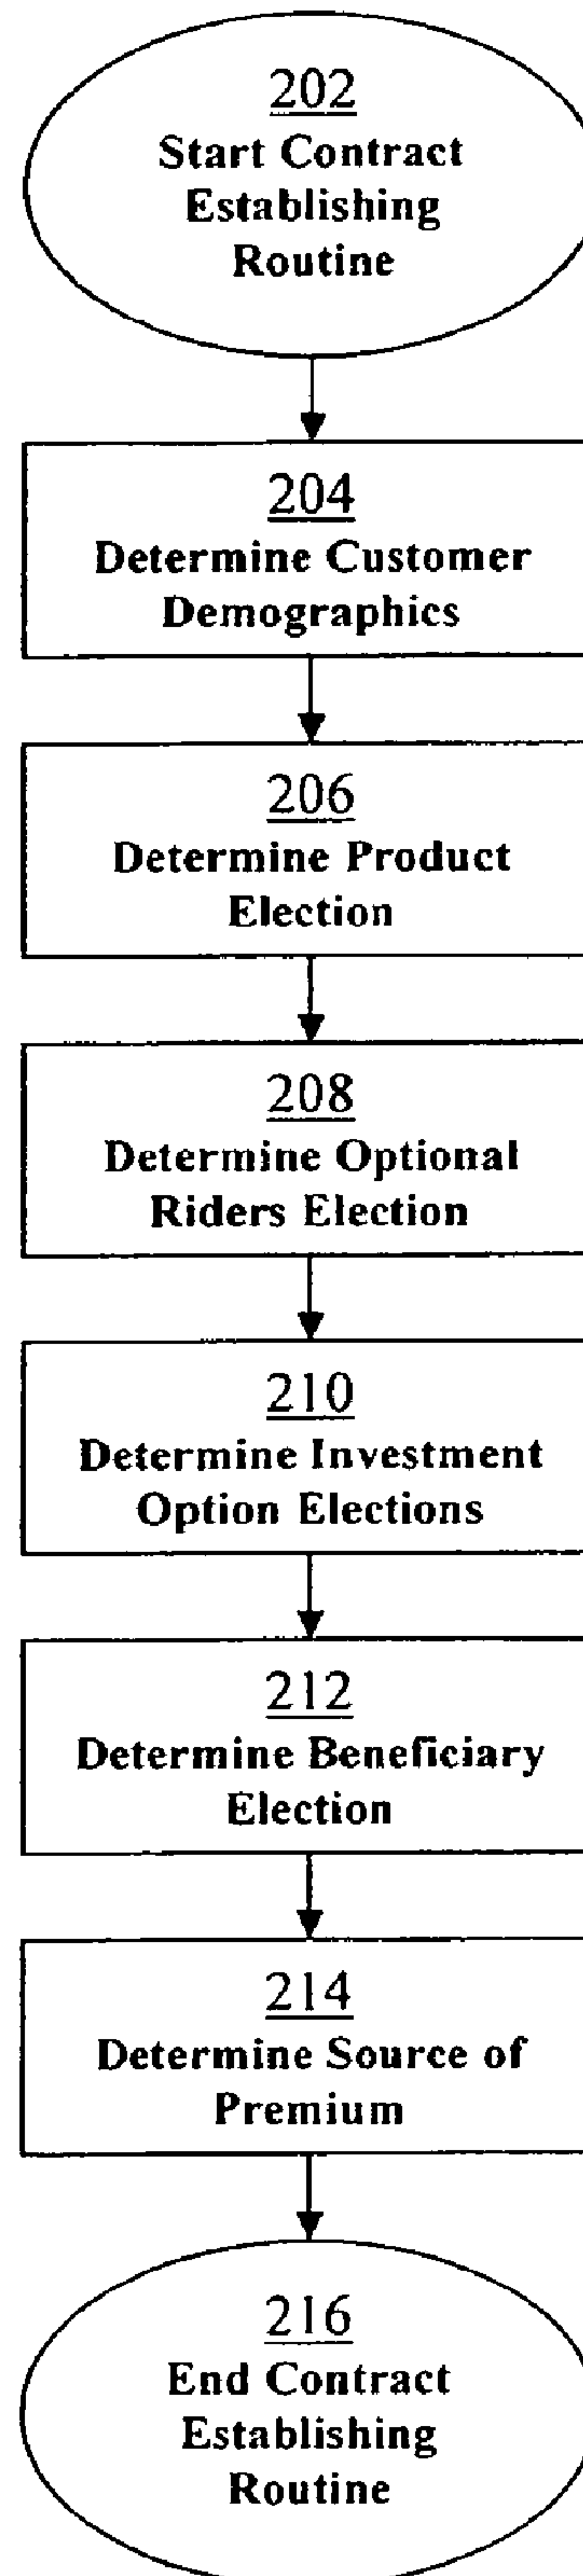 202
Start Contract
Establishing
Routine
204
Determine Customer
Demographics
206
Determine Product
Election
208
Determine Optional
Riders Election
210
Determine Investment
Option Elections
212
Determine Beneficiary
Election
214
Determine Source of
Premium
216
End Contract
Establishing
Routine